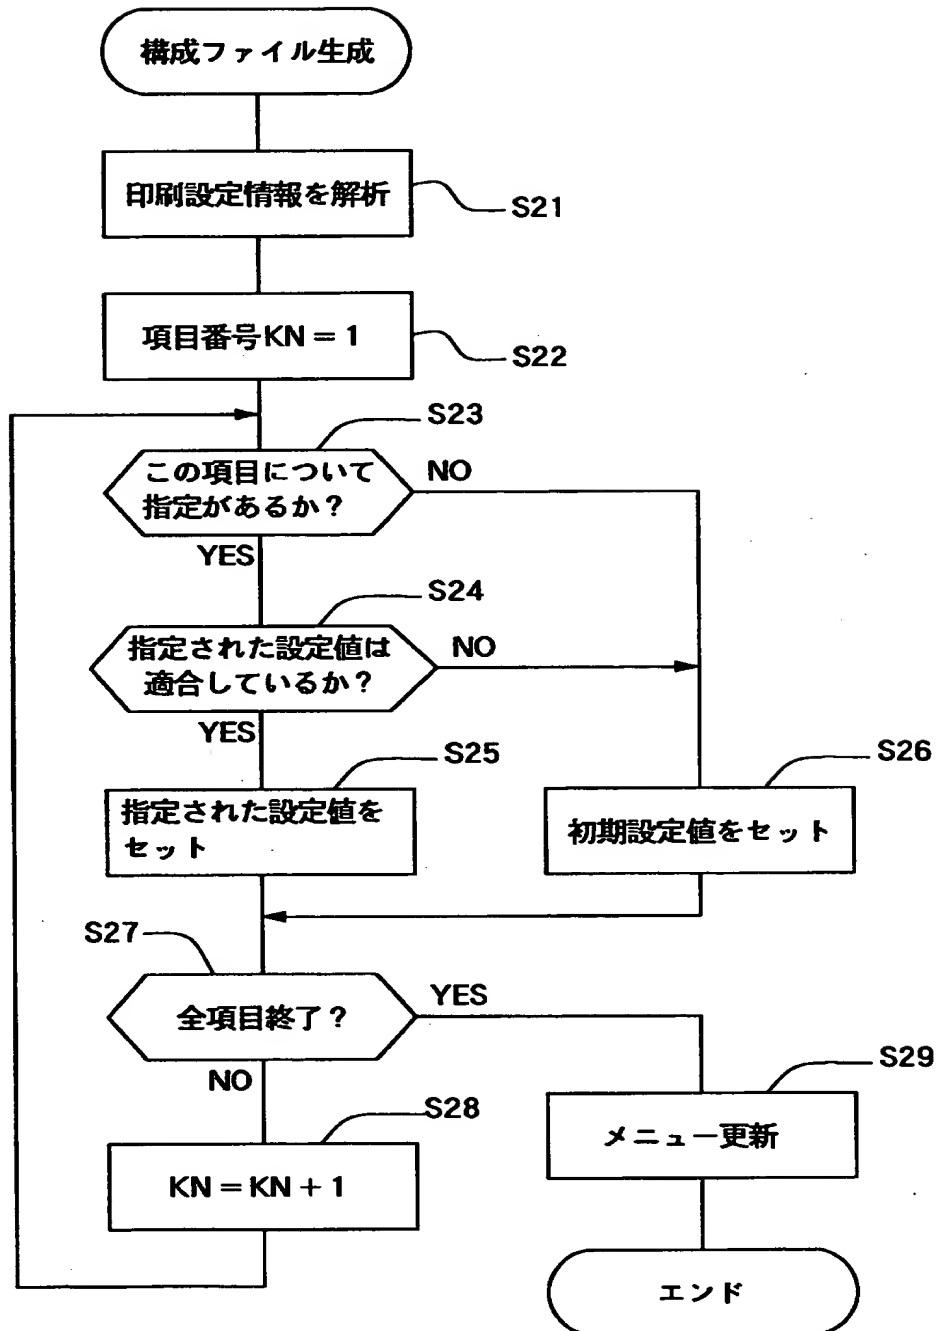 構成ファイル生成
印刷設定情報を解析
S21
項目番号KN = 1
S22
S23
この項目について
指定があるか？
NO
YES
S24
指定された設定値は
適合しているか？
NO
YES
S25
指定された設定値を
セット
S26
初期設定値をセット
S27
全項目終了？
YES
NO
S28
KN = KN + 1
S29
メニュー更新
エンド